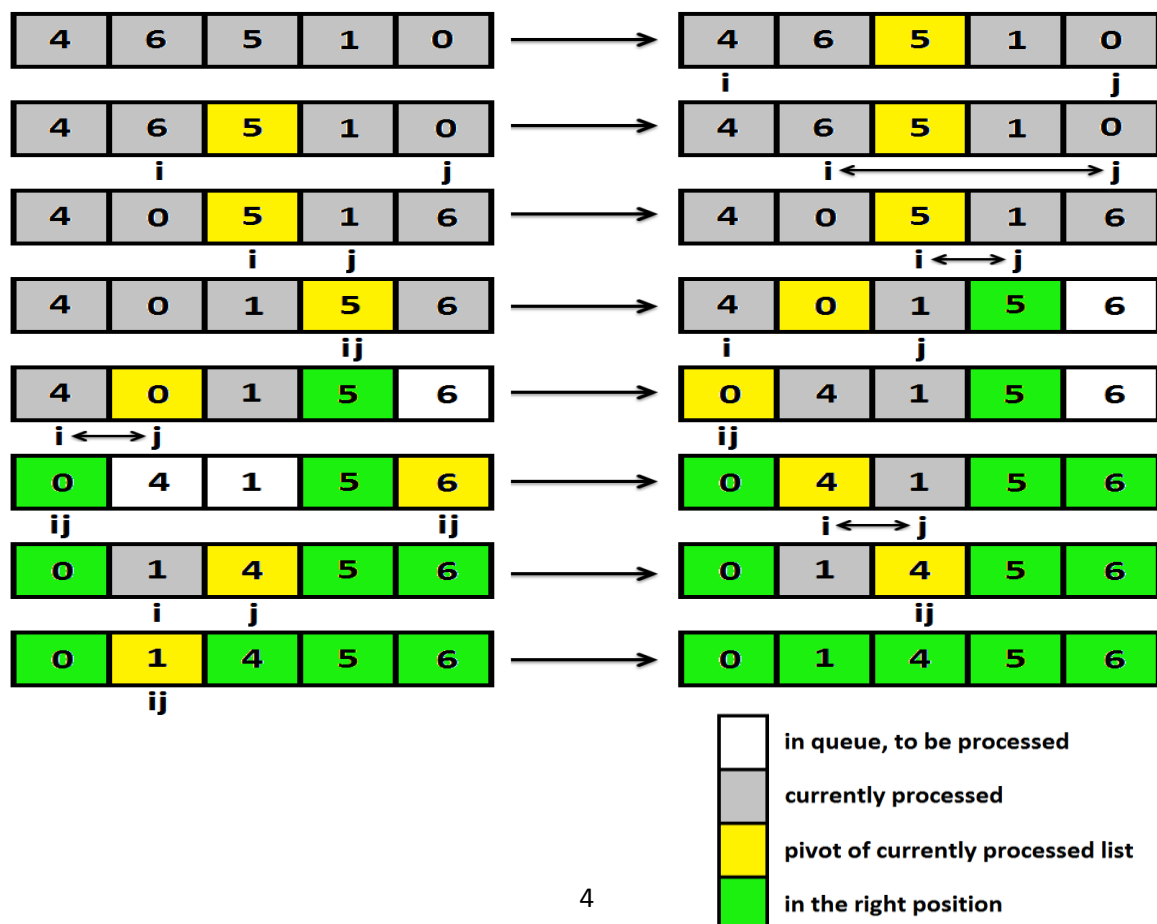 4 6 5 1 0 4 6 5 1 0
i j
4 6 5 1 0 4 6 5 1 0
i j i j
4 0 5 1 6 4 0 5 1 6
i j i j
4 0 1 5 6 4 0 1 5 6
ij i j
4 0 1 5 6 0 4 1 5 6
i j ij
0 4 1 5 6 0 4 1 5 6
ij ij i j
0 1 4 5 6 0 1 4 5 6
i j ij
0 1 4 5 6 0 1 4 5 6
ij
in queue, to be processed
currently processed
pivot of currently processed list
in the right position
4